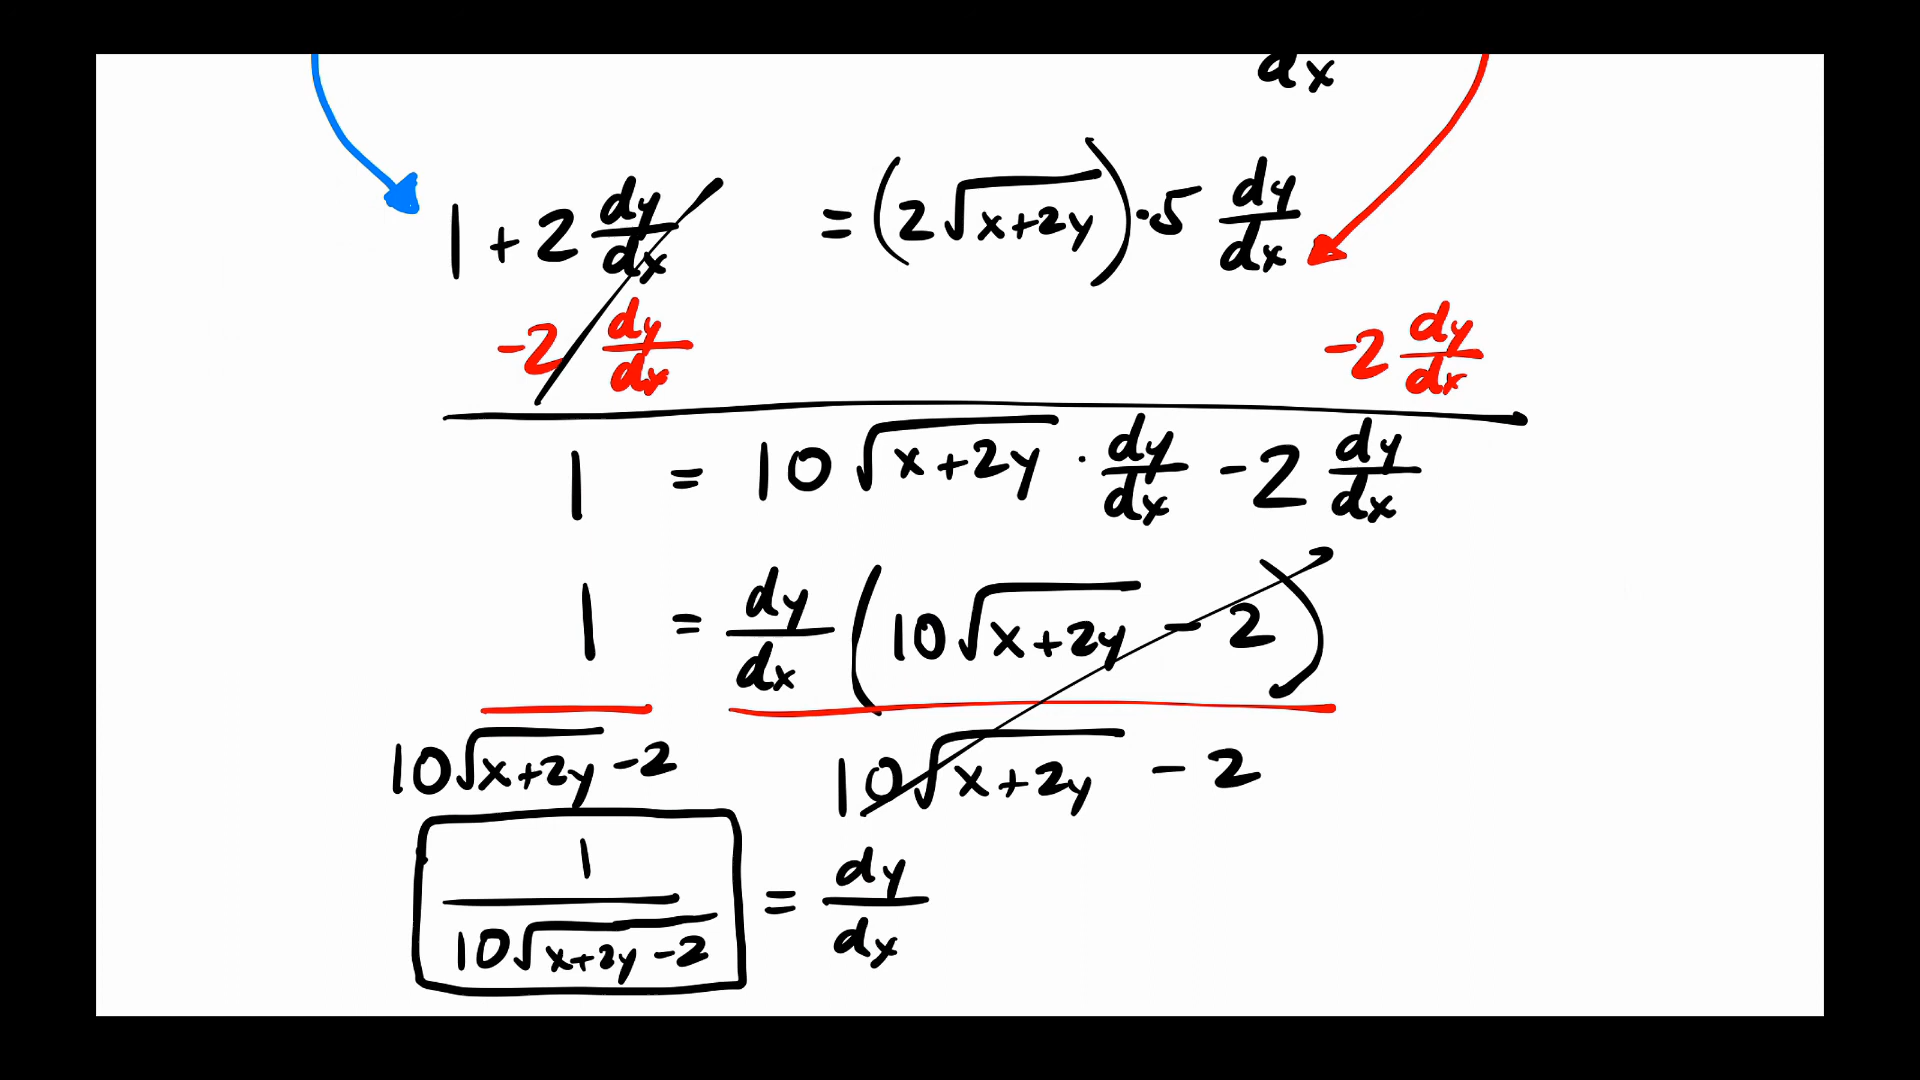 dx
1 + 2 dy/dx = (2√(x+2y)) · 5 dy/dx
-2 dy/dx -2 dy/dx
1 = 10√(x+2y) · dy/dx - 2 dy/dx
1 = dy/dx (10√(x+2y) - 2)
10√(x+2y) - 2 10√(x+2y) - 2
1/(10√(x+2y-2)) = dy/dx